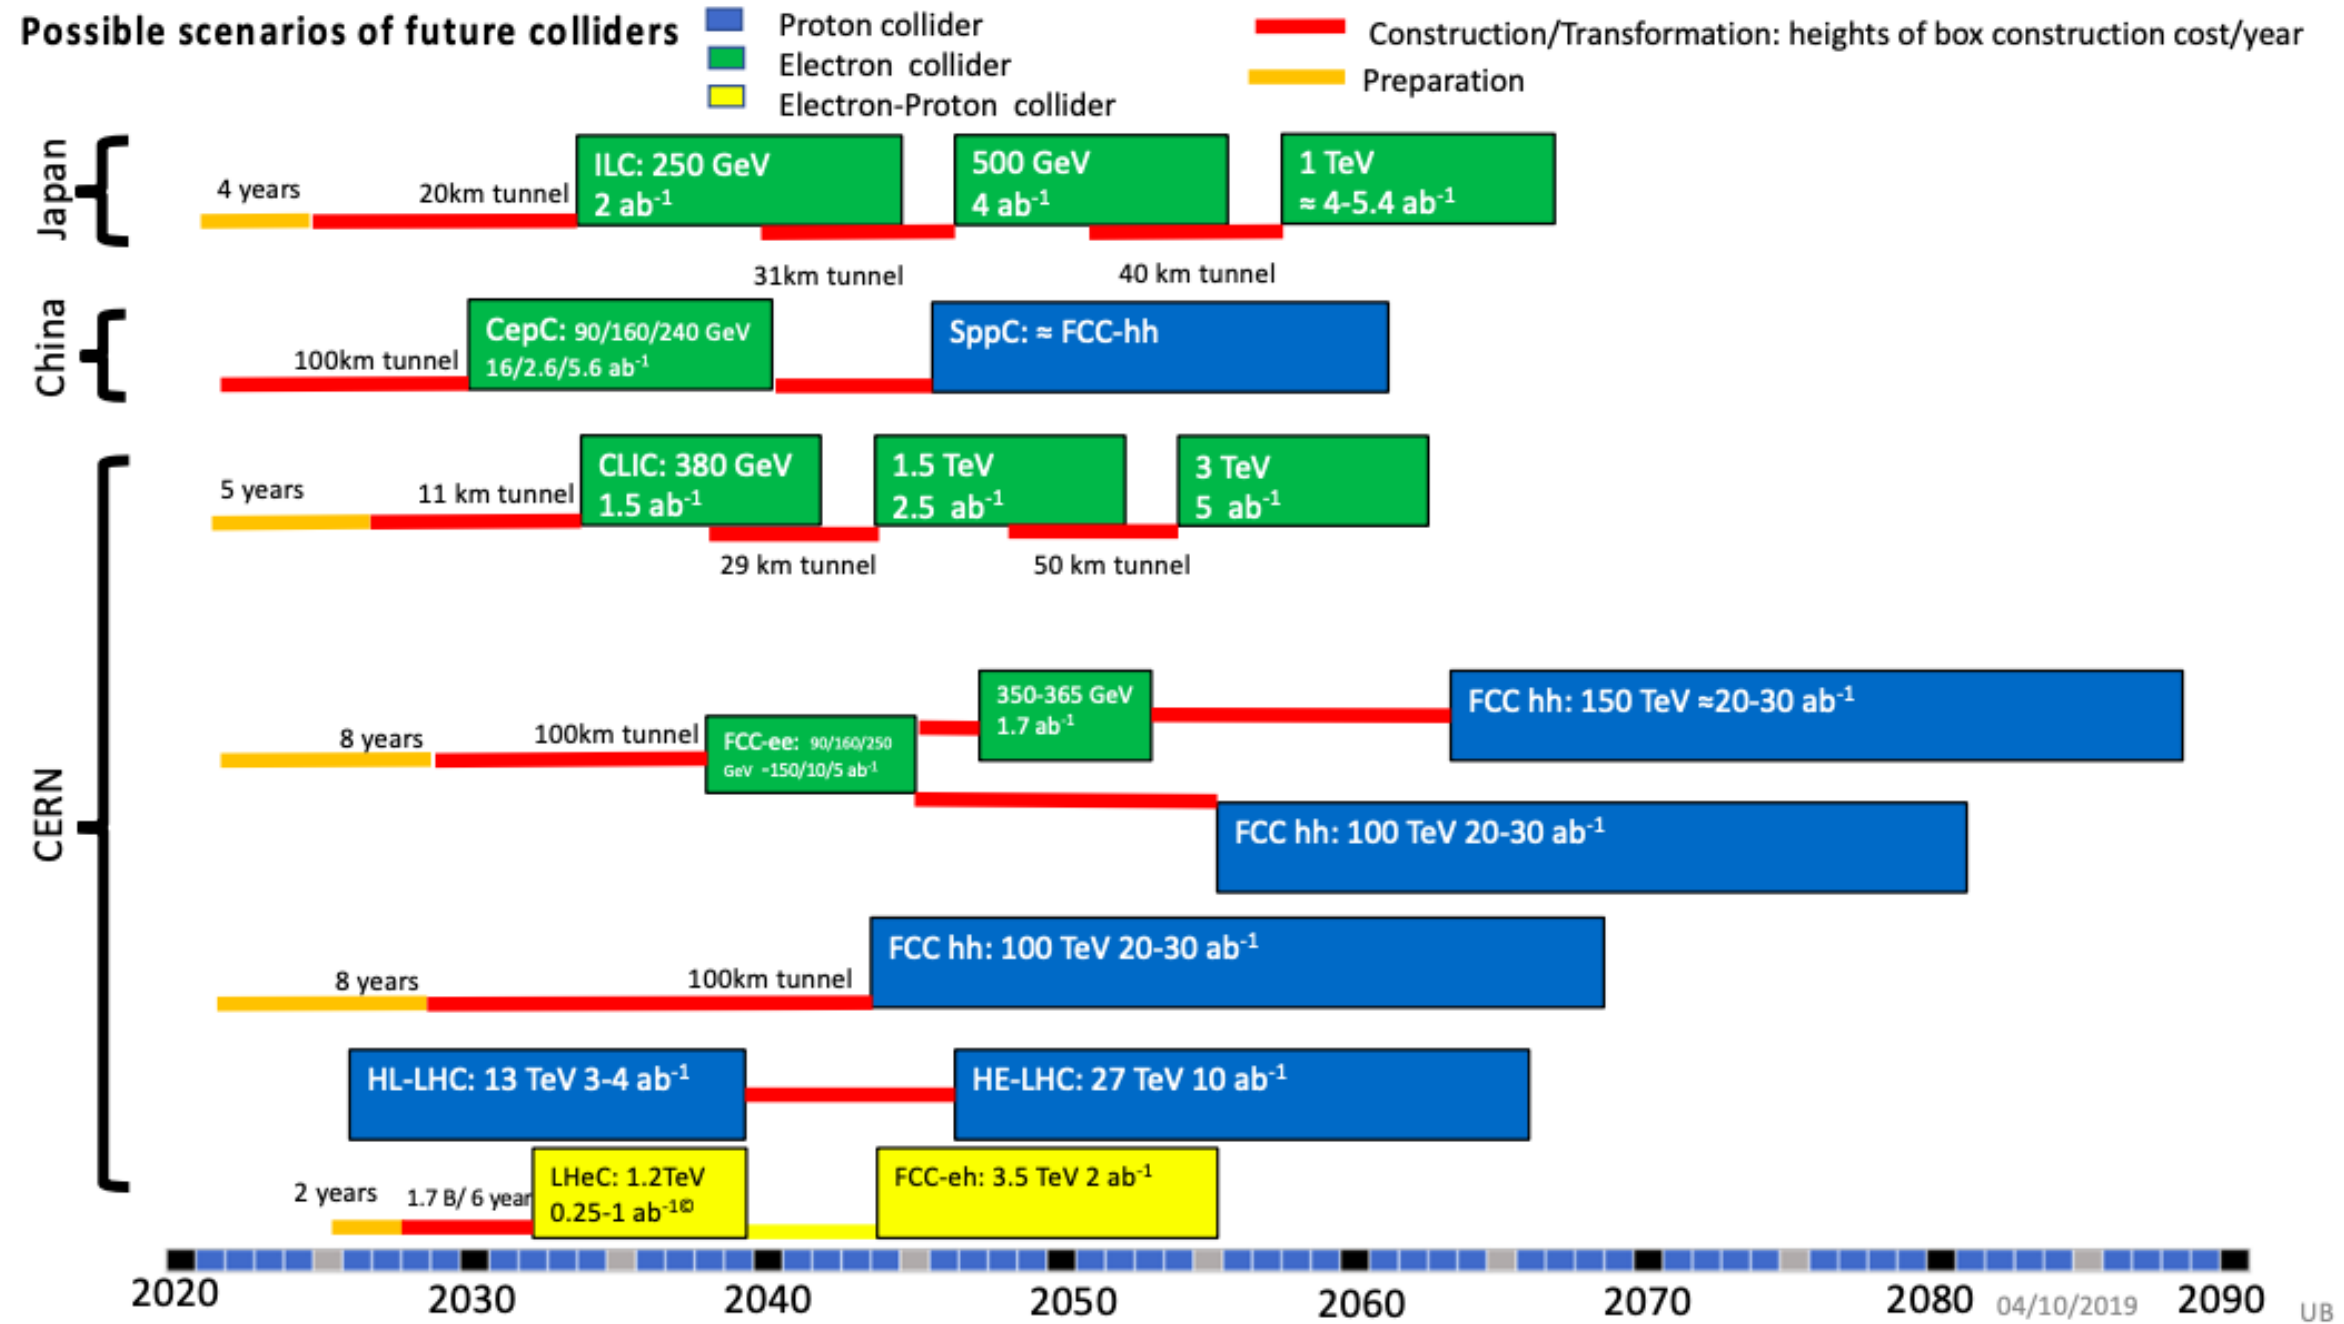 Possible scenarios of future colliders
Proton collider
Electron collider
Electron-Proton collider
Construction/Transformation: heights of box construction cost/year
Preparation
Japan
4 years
20km tunnel
ILC: 250 GeV
2 ab⁻¹
500 GeV
4 ab⁻¹
1 TeV
≈ 4-5.4 ab⁻¹
31km tunnel
40 km tunnel
China
100km tunnel
CepC: 90/160/240 GeV
16/2.6/5.6 ab⁻¹
SppC: ≈ FCC-hh
CERN
5 years
11 km tunnel
CLIC: 380 GeV
1.5 ab⁻¹
1.5 TeV
2.5 ab⁻¹
3 TeV
5 ab⁻¹
29 km tunnel
50 km tunnel
8 years
100km tunnel
FCC-ee: 90/160/250
GeV ~150/10/5 ab⁻¹
350-365 GeV
1.7 ab⁻¹
FCC hh: 150 TeV ≈20-30 ab⁻¹
FCC hh: 100 TeV 20-30 ab⁻¹
8 years
100km tunnel
FCC hh: 100 TeV 20-30 ab⁻¹
HL-LHC: 13 TeV 3-4 ab⁻¹
HE-LHC: 27 TeV 10 ab⁻¹
2 years
1.7 B/ 6 year
LHeC: 1.2TeV
0.25-1 ab⁻¹©
FCC-eh: 3.5 TeV 2 ab⁻¹
2020 2030 2040 2050 2060 2070 2080 2090
04/10/2019
UB